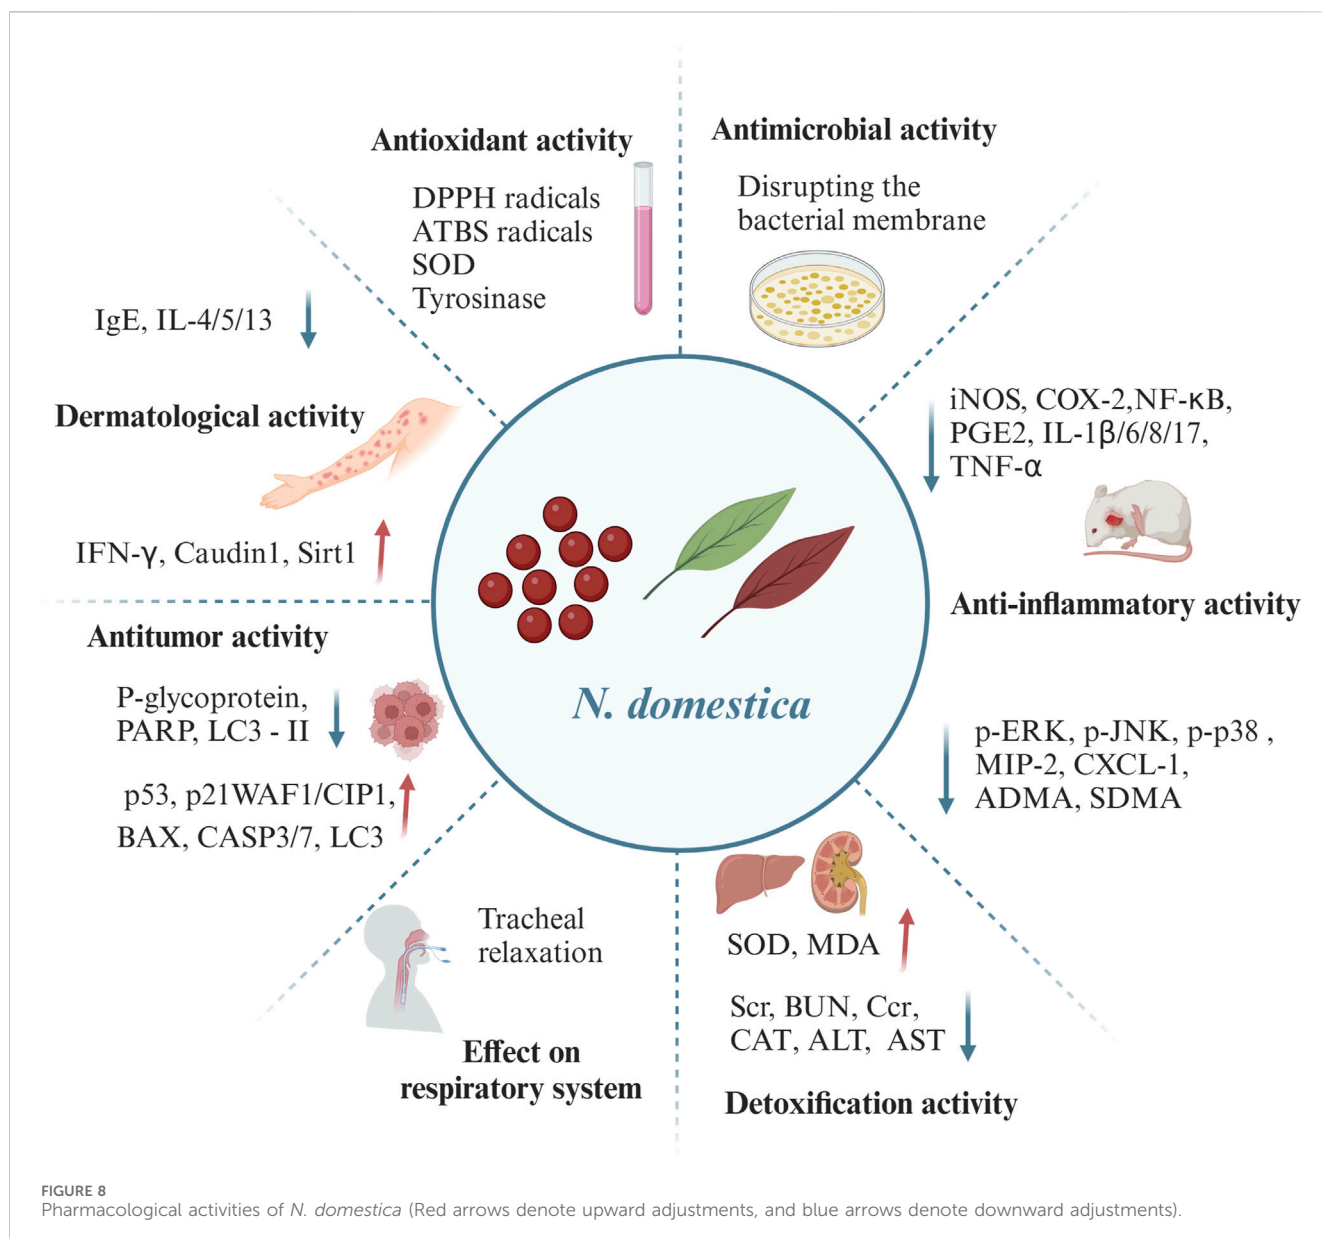 Antioxidant activity
DPPH radicals
ATBS radicals
SOD
Tyrosinase
Antimicrobial activity
Disrupting the
bacterial membrane
iNOS, COX-2,NF-κB,
PGE2, IL-1β/6/8/17,
TNF-α
Anti-inflammatory activity
p-ERK, p-JNK, p-p38 ,
MIP-2, CXCL-1,
ADMA, SDMA
SOD, MDA
Scr, BUN, Ccr,
CAT, ALT, AST
Detoxification activity
Tracheal
relaxation
Effect on
respiratory system
Antitumor activity
P-glycoprotein,
PARP, LC3 - II
p53, p21WAF1/CIP1,
BAX, CASP3/7, LC3
IgE, IL-4/5/13
Dermatological activity
IFN-γ, Caudin1, Sirt1
N. domestica
FIGURE 8
Pharmacological activities of N. domestica (Red arrows denote upward adjustments, and blue arrows denote downward adjustments).